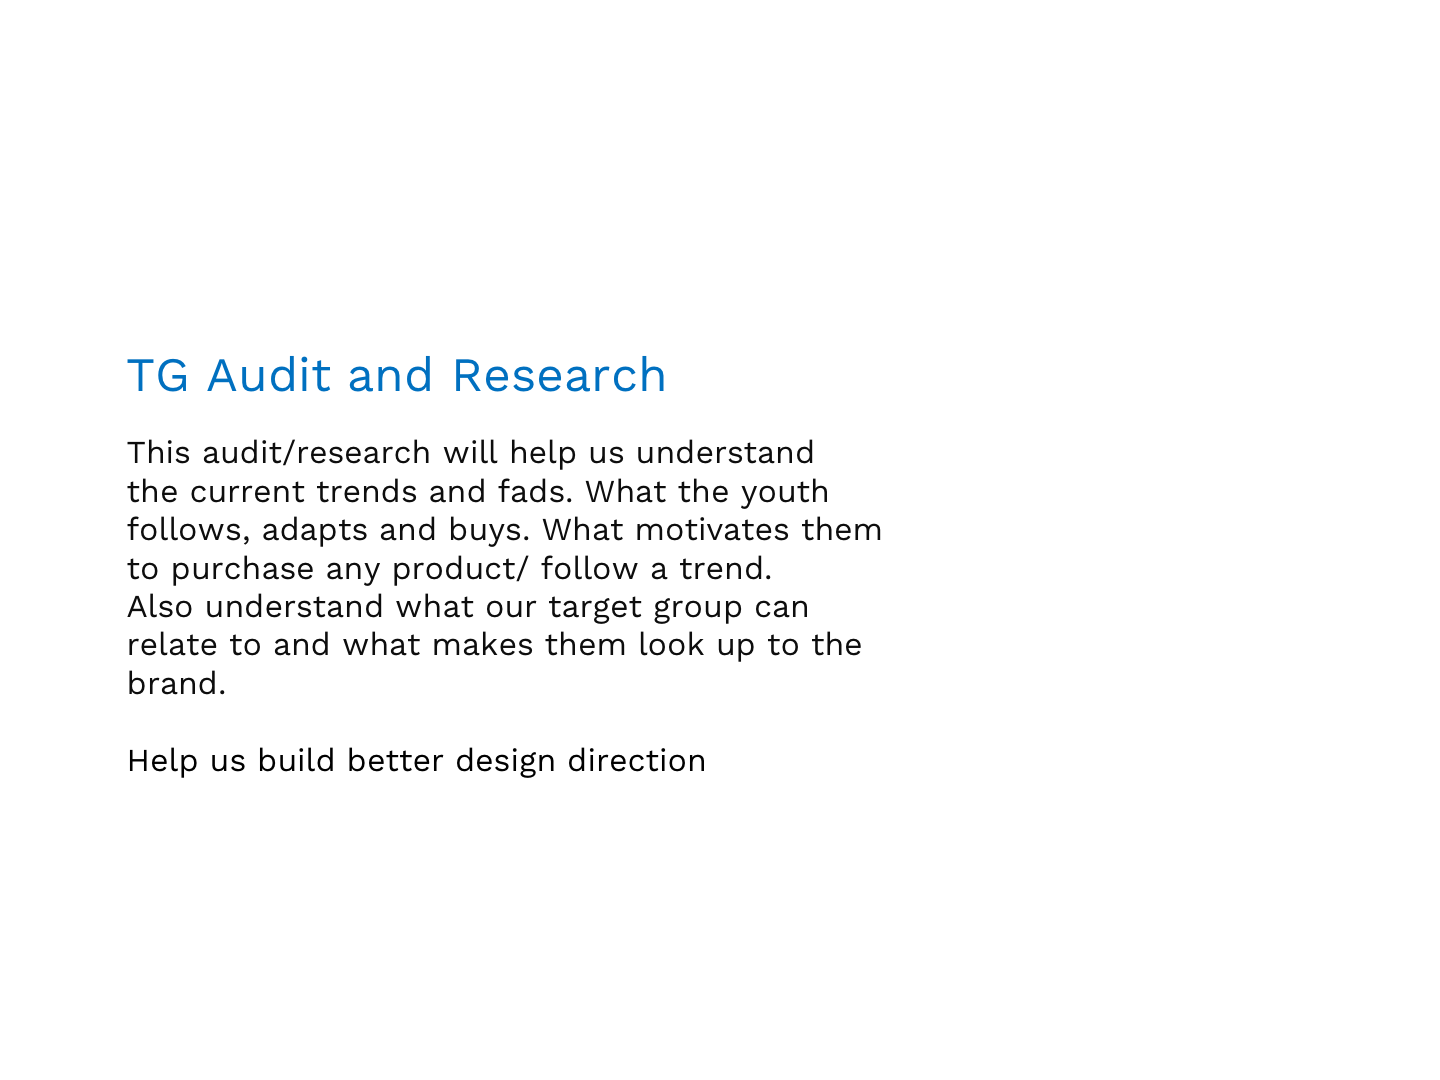 TG Audit and Research
This audit/research will help us understand
the current trends and fads. What the youth
follows, adapts and buys. What motivates them
to purchase any product/ follow a trend.
Also understand what our target group can
relate to and what makes them look up to the
brand.
Help us build better design direction